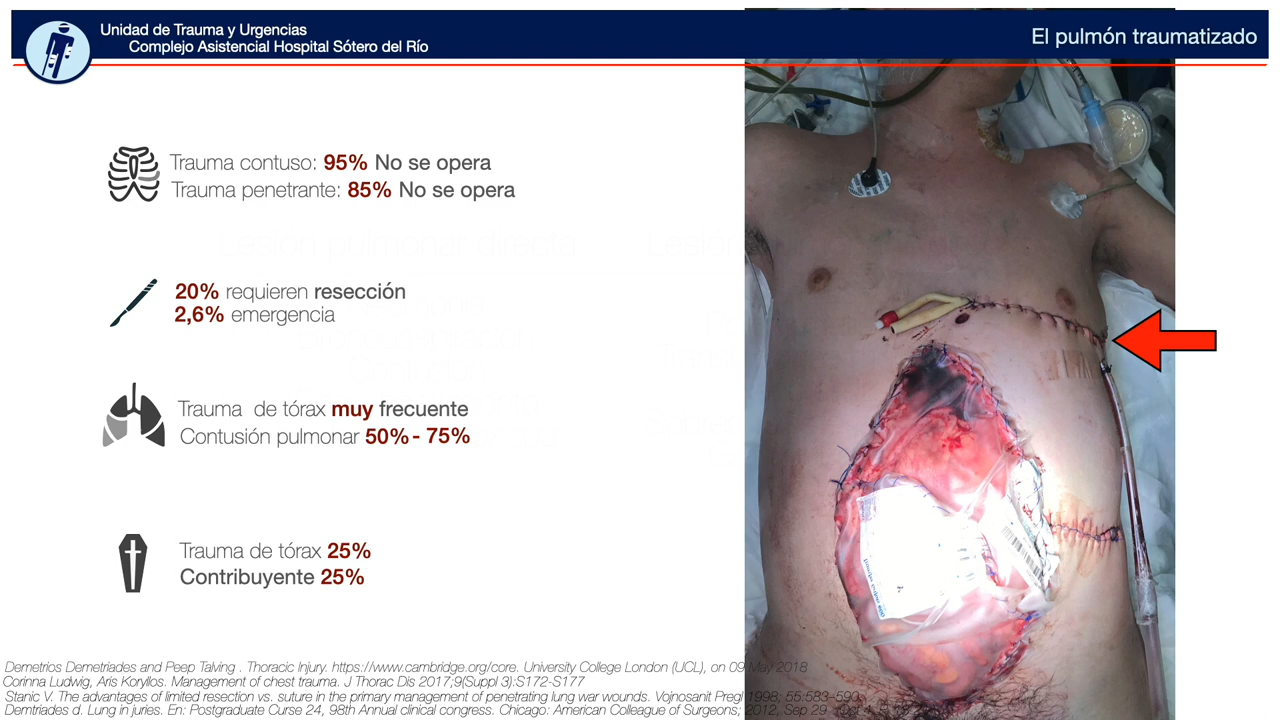 Unidad de Trauma y Urgencias
Complejo Asistencial Hospital Sótero del Río
El pulmón traumatizado
Trauma contuso: 95% No se opera
Trauma penetrante: 85% No se opera
20% requieren resección
2,6% emergencia
Trauma de tórax muy frecuente
Contusión pulmonar 50% - 75%
Trauma de tórax 25%
Contribuyente 25%
Demetrios Demetriades and Peep Talving . Thoracic Injury. https://www.cambridge.org/core. University College London (UCL), on 09 May 2018
Corinna Ludwig, Aris Koryllos. Management of chest trauma. J Thorac DIs 2017;9(Suppl 3):S172-S177
Stanic V. The advantages of limited resection vs. suture in the primary management of penetrating lung war wounds. Vojnosanit Pregl 1998; 55:583-590.
Demtriades d. Lung in juries. En: Postgraduate Curse 24, 98th Annual clinical congress. Chicago: American Colleague of Surgeons; 2012, Sep 29